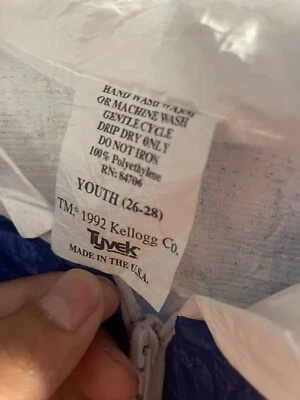 HAND WASH WARM
OR MACHINE WASH
GENTLE CYCLE
DRIP DRY ONLY
DO NOT IRON
100% Polyethylene
RN: 84706
YOUTH (26-28)
TM, 1992 Kellogg Co.
Tyvek
MADE IN THE U.S.A.